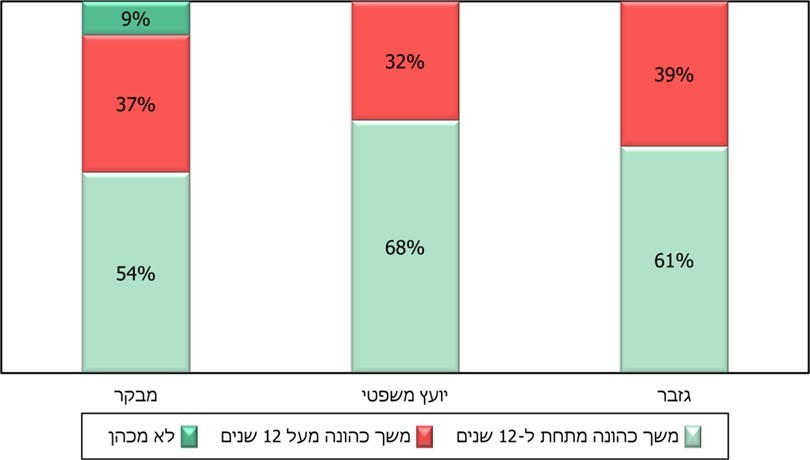 9%
37% 32% 39%
54% 68% 61%
גזבר יועץ משפטי מבקר
משך כהונה מתחת ל-12 שנים משך כהונה מעל 12 שנים לא מכהן